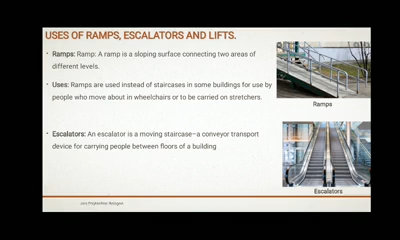 USES OF RAMPS, ESCALATORS AND LIFTS.
• Ramps: Ramp: A ramp is a sloping surface connecting two areas of
different levels.
• Uses: Ramps are used instead of staircases in some buildings for use by
people who move about in wheelchairs or to be carried on stretchers.
Ramps
• Escalators: An escalator is a moving staircase–a conveyor transport
device for carrying people between floors of a building
Escalators